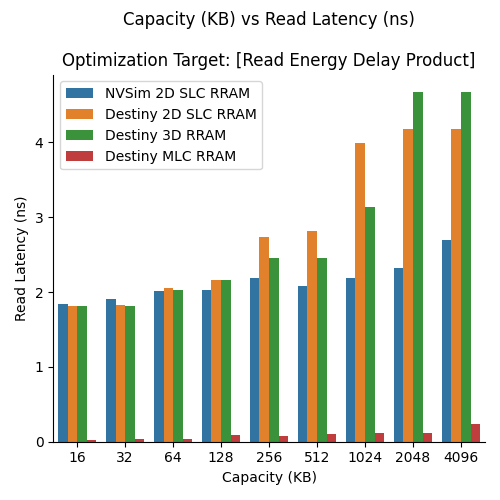 Capacity (KB) vs Read Latency (ns)
Optimization Target: [Read Energy Delay Product]
NVSim 2D SLC RRAM
Destiny 2D SLC RRAM
Destiny 3D RRAM
Destiny MLC RRAM
Read Latency (ns)
4
3
2
1
0
16 32 64 128 256 512 1024 2048 4096
Capacity (KB)